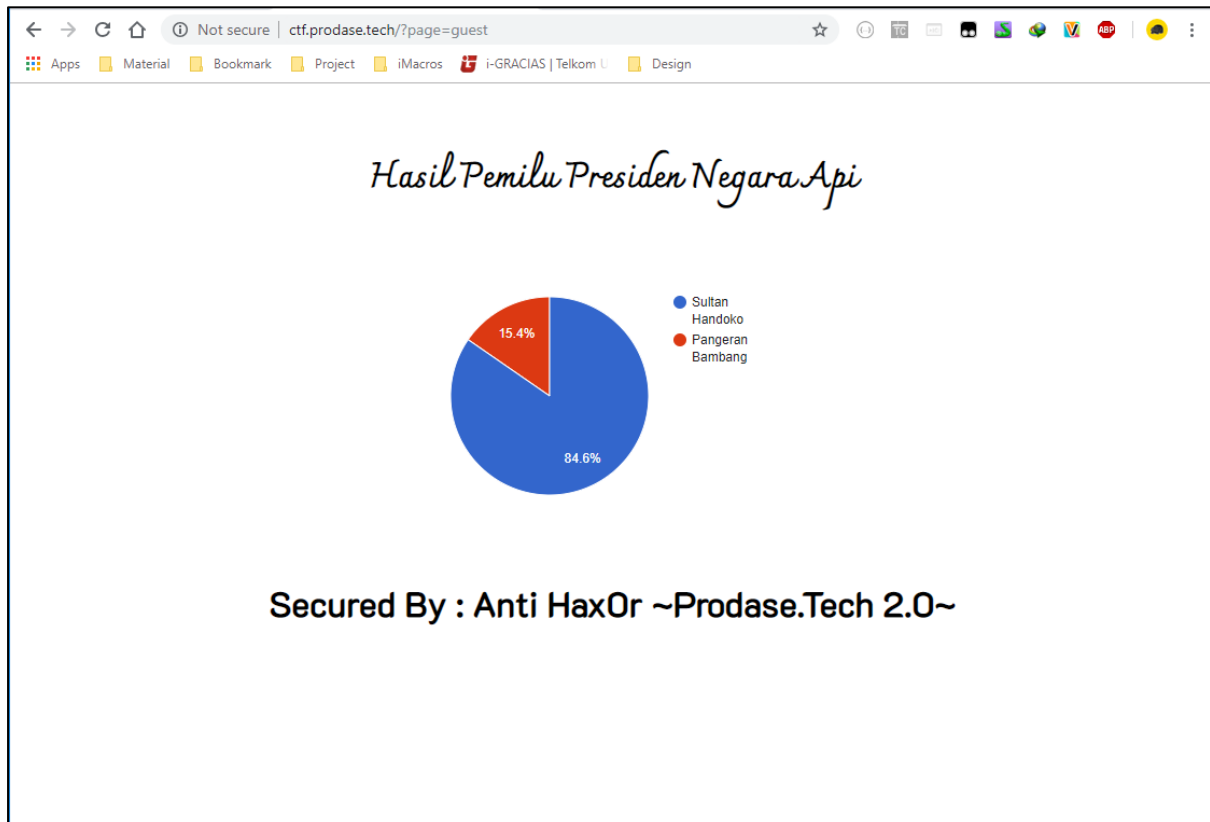 Not secure | ctf.prodase.tech/?page=guest
Apps Material Bookmark Project iMacros i-GRACIAS | Telkom U Design
Hasil Pemilu Presiden Negara Api
Sultan
Handoko
Pangeran
Bambang
15.4%
84.6%
Secured By : Anti Hax0r ~Prodase.Tech 2.0~